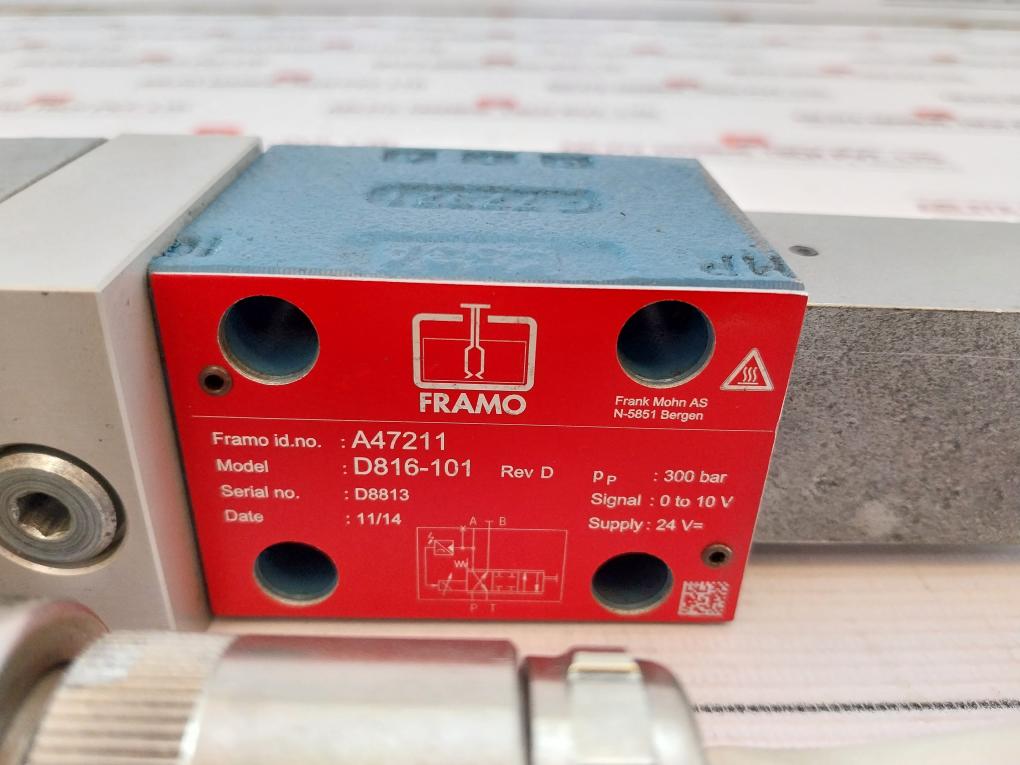 FRAMO
Frank Mohn AS
N-5851 Bergen
Framo id.no. : A47211
Model : D816-101 Rev D
Serial no. : D8813
Date : 11/14
pP : 300 bar
Signal : 0 to 10 V
Supply : 24 V=
A B
P T